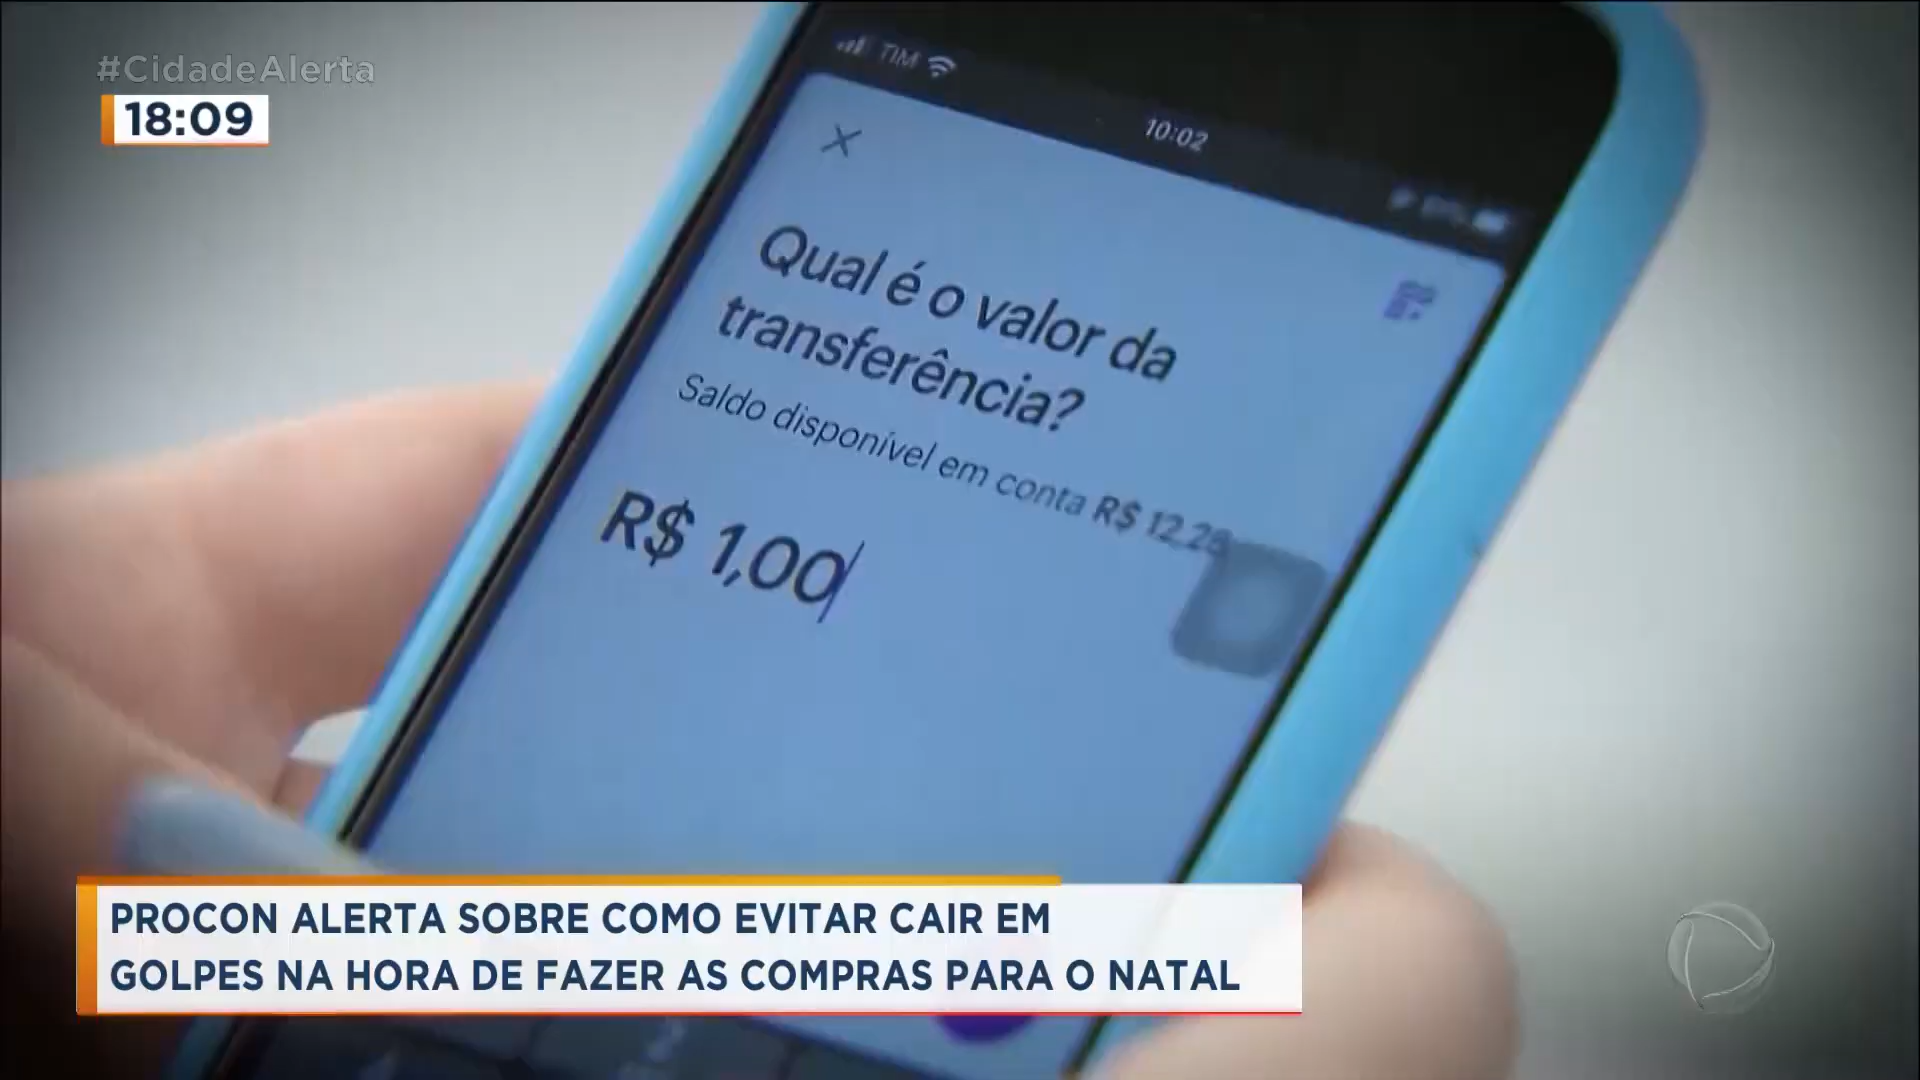 #CidadeAlerta
18:09
TIM
10:02
Qual é o valor da
transferência?
Saldo disponível em conta R$ 12,28
R$ 1,00
PROCON ALERTA SOBRE COMO EVITAR CAIR EM
GOLPES NA HORA DE FAZER AS COMPRAS PARA O NATAL